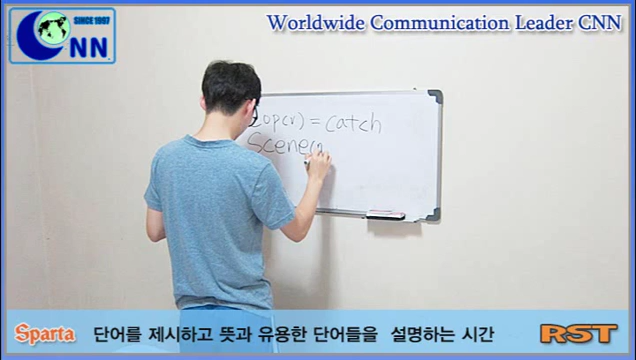 SINCE 1997
CNN
Worldwide Communication Leader CNN
= catch
Scene(
Sparta 단어를 제시하고 뜻과 유용한 단어들을 설명하는 시간 RST